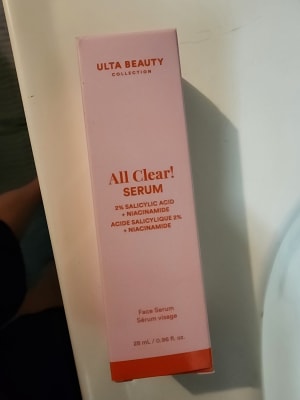 ULTA BEAUTY
COLLECTION
All Clear!
SERUM
2% SALICYLIC ACID
+ NIACINAMIDE
ACIDE SALICYLIQUE 2%
+ NIACINAMIDE
Face Serum
Sérum-visage
28 mL / 0.95 fl. oz.